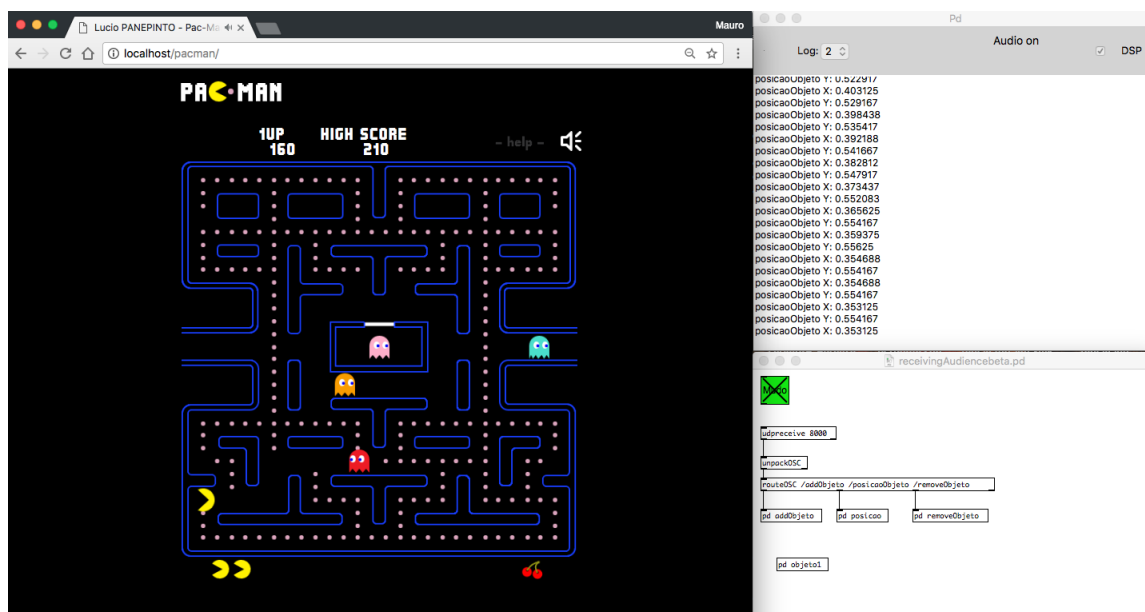 Lucio PANEPINTO - Pac-Ma
Mauro
localhost/pacman/
PAC-MAN
1UP HIGH SCORE
160 210
- help -
Pd
Audio on
Log: 2
DSP
posicaoObjeto Y: 0.522917
posicaoObjeto X: 0.403125
posicaoObjeto Y: 0.529167
posicaoObjeto X: 0.398438
posicaoObjeto Y: 0.535417
posicaoObjeto X: 0.392188
posicaoObjeto Y: 0.541667
posicaoObjeto X: 0.382812
posicaoObjeto Y: 0.547917
posicaoObjeto X: 0.373437
posicaoObjeto Y: 0.552083
posicaoObjeto X: 0.365625
posicaoObjeto Y: 0.554167
posicaoObjeto X: 0.359375
posicaoObjeto Y: 0.55625
posicaoObjeto X: 0.354688
posicaoObjeto Y: 0.554167
posicaoObjeto X: 0.354688
posicaoObjeto Y: 0.554167
posicaoObjeto X: 0.353125
posicaoObjeto Y: 0.554167
posicaoObjeto X: 0.353125
receivingAudiencebeta.pd
udpreceive 8000
unpackOSC
routeOSC /addObjeto /posicaoObjeto /removeObjeto
pd addObjeto pd posicao pd removeObjeto
pd objeto1